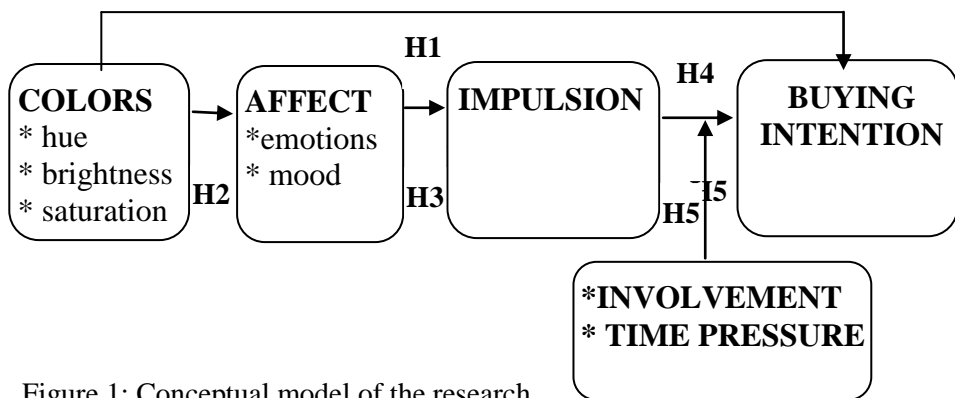 H1
COLORS
* hue
* brightness
* saturation
H2
AFFECT
*emotions
* mood
H3
IMPULSION
H4
BUYING
INTENTION
H5
H5
*INVOLVEMENT
* TIME PRESSURE
Figure 1: Conceptual model of the research